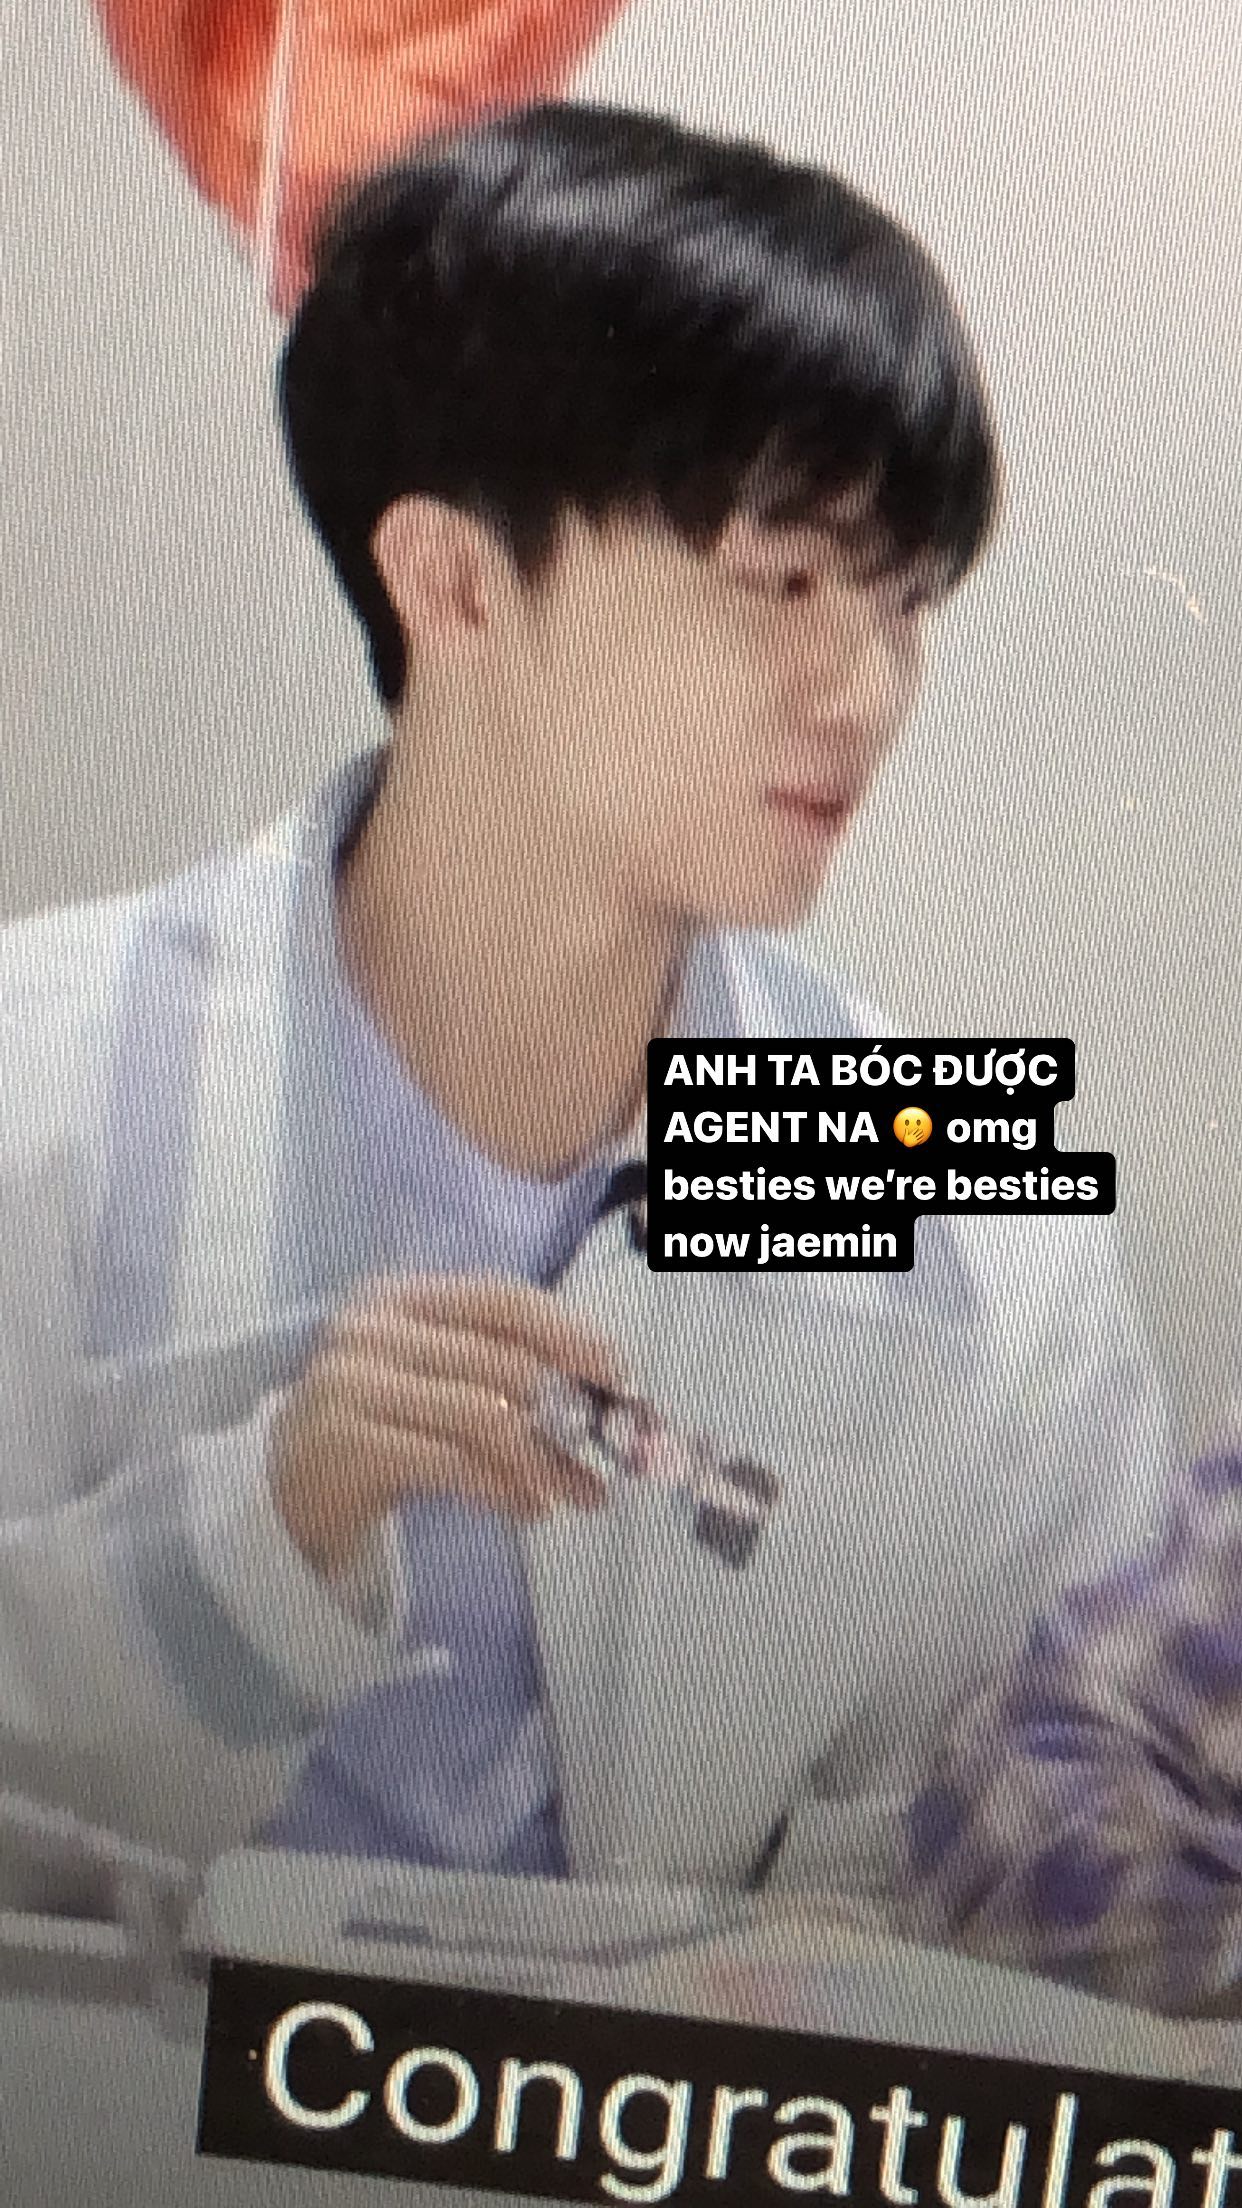 ANH TA BÓC ĐƯỢC
AGENT NA 🤭 omg
besties we're besties
now jaemin
Congratulat